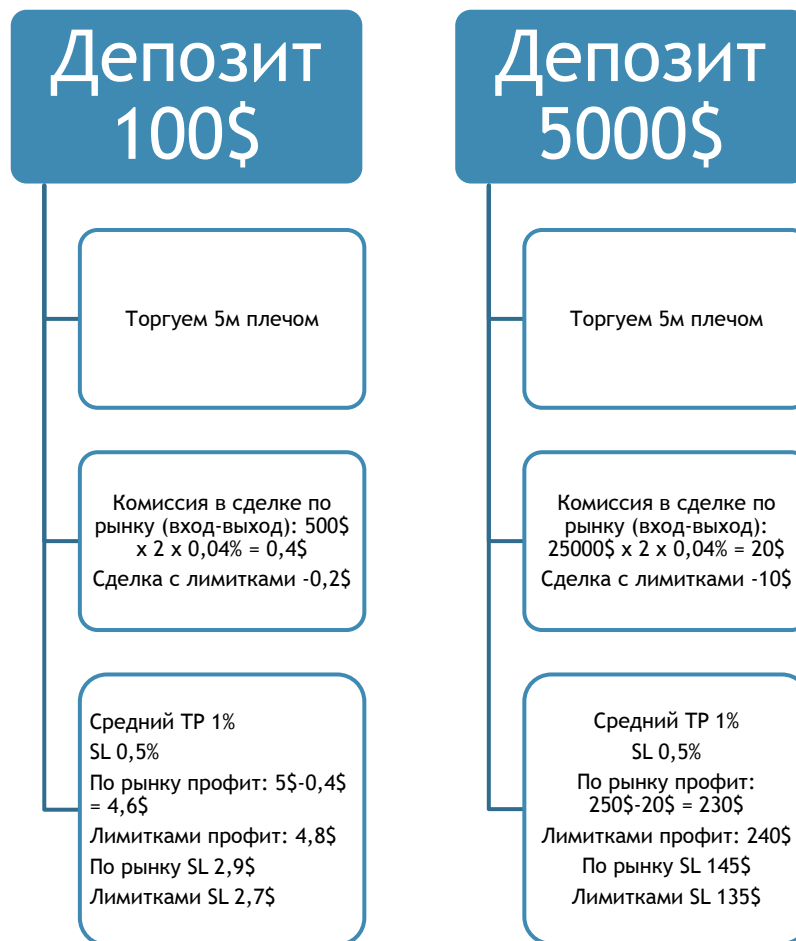 Депозит
100$
Торгуем 5м плечом
Комиссия в сделке по
рынку (вход-выход): 500$
x 2 x 0,04% = 0,4$
Сделка с лимитками -0,2$
Средний TP 1%
SL 0,5%
По рынку профит: 5$-0,4$
= 4,6$
Лимитками профит: 4,8$
По рынку SL 2,9$
Лимитками SL 2,7$
Депозит
5000$
Торгуем 5м плечом
Комиссия в сделке по
рынку (вход-выход):
25000$ x 2 x 0,04% = 20$
Сделка с лимитками -10$
Средний TP 1%
SL 0,5%
По рынку профит:
250$-20$ = 230$
Лимитками профит: 240$
По рынку SL 145$
Лимитками SL 135$